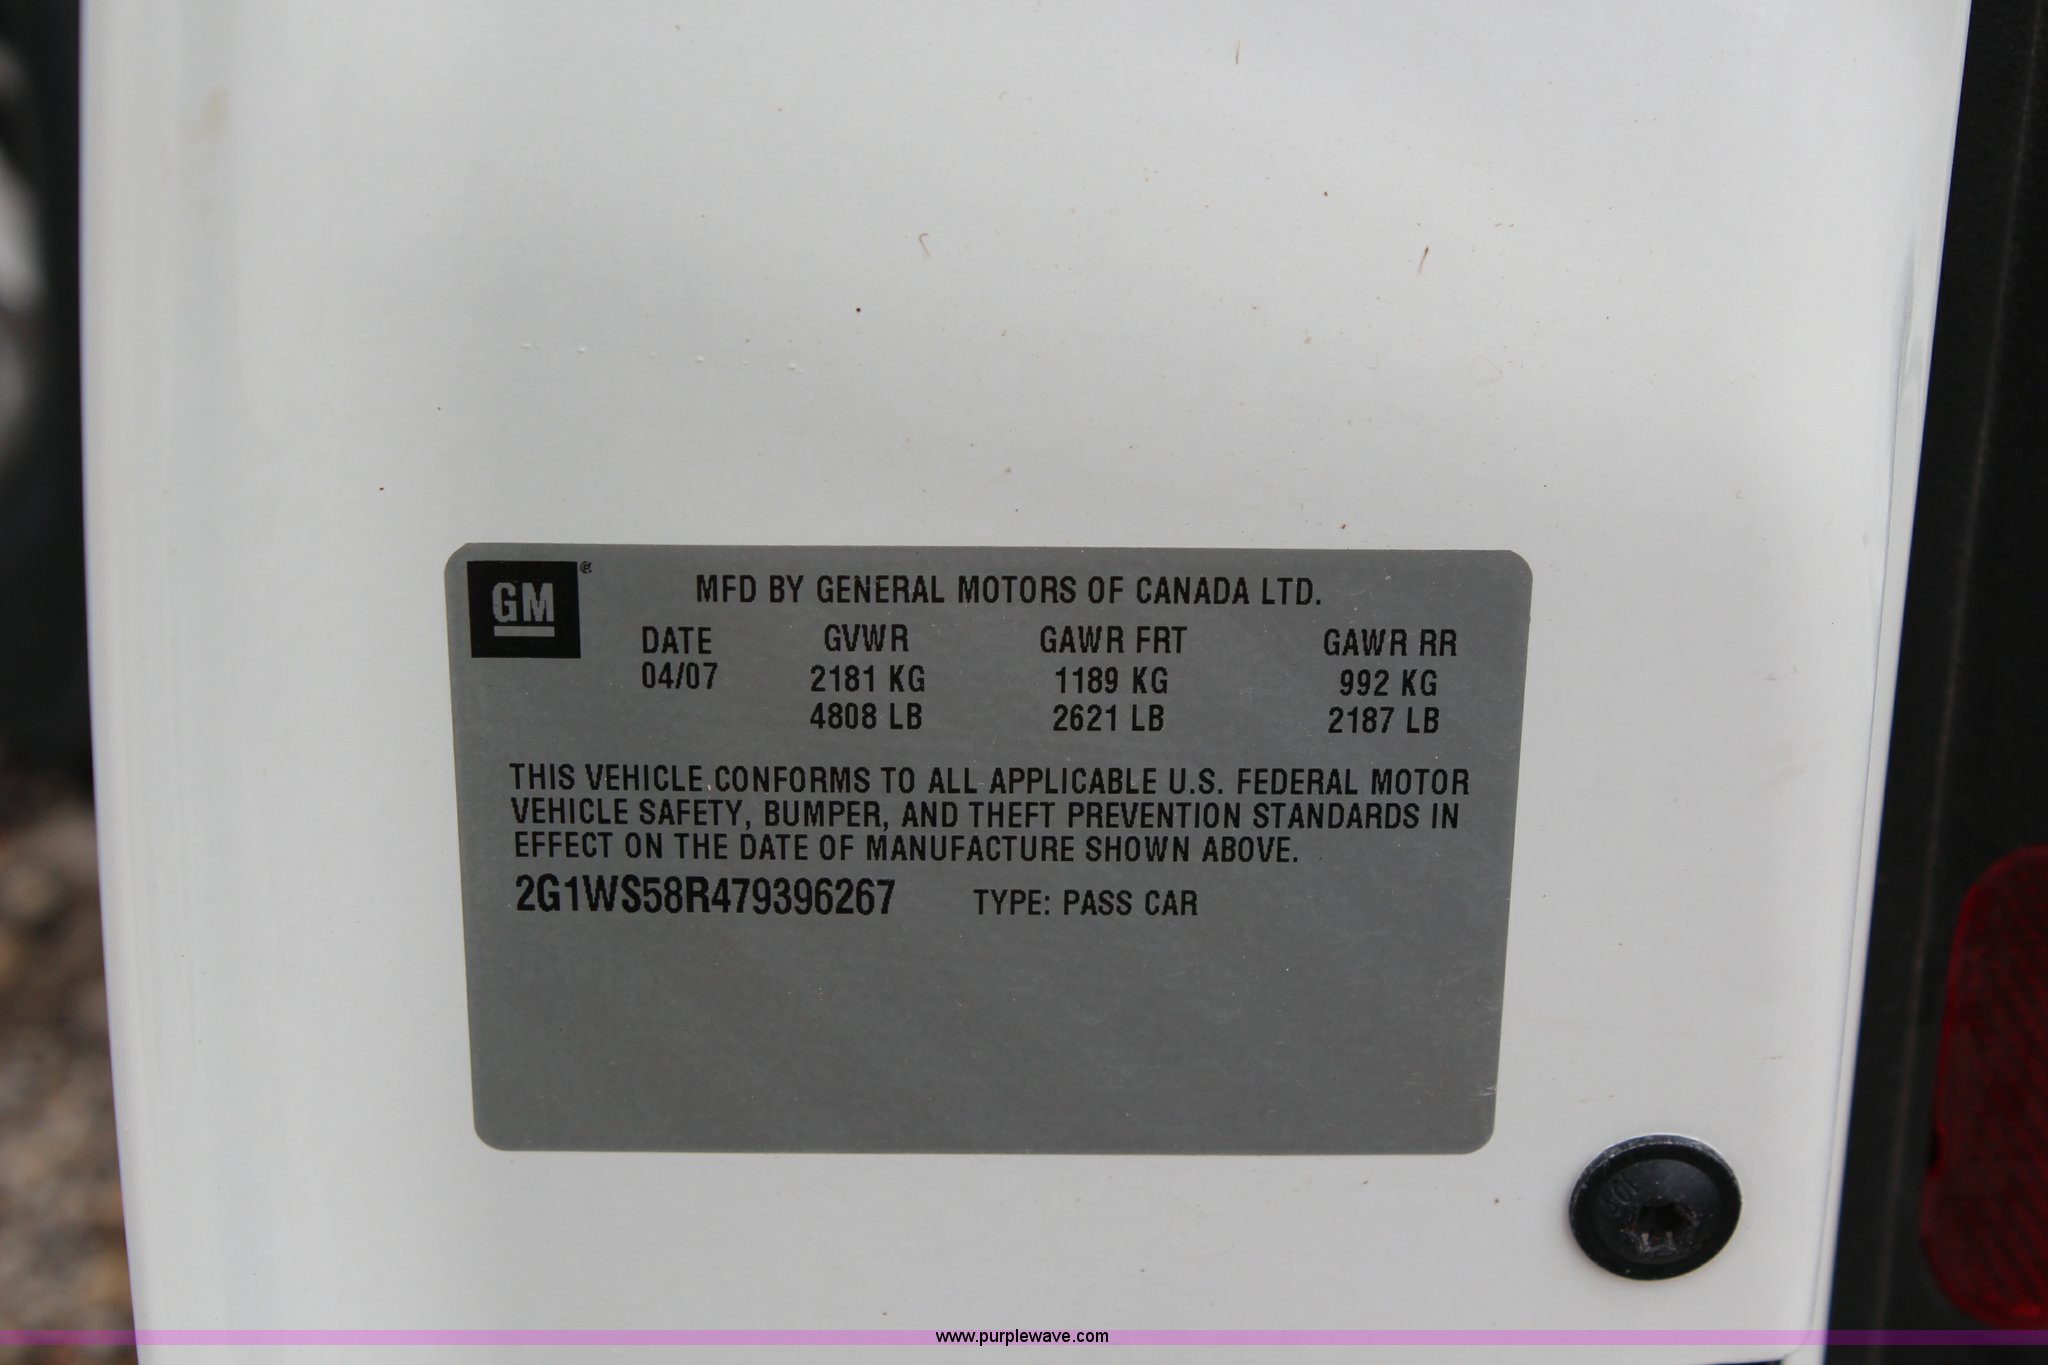 GM®
MFD BY GENERAL MOTORS OF CANADA LTD.
DATE GVWR GAWR FRT GAWR RR
04/07 2181 KG 1189 KG 992 KG
4808 LB 2621 LB 2187 LB
THIS VEHICLE CONFORMS TO ALL APPLICABLE U.S. FEDERAL MOTOR
VEHICLE SAFETY, BUMPER, AND THEFT PREVENTION STANDARDS IN
EFFECT ON THE DATE OF MANUFACTURE SHOWN ABOVE.
2G1WS58R479396267 TYPE: PASS CAR
www.purplewave.com